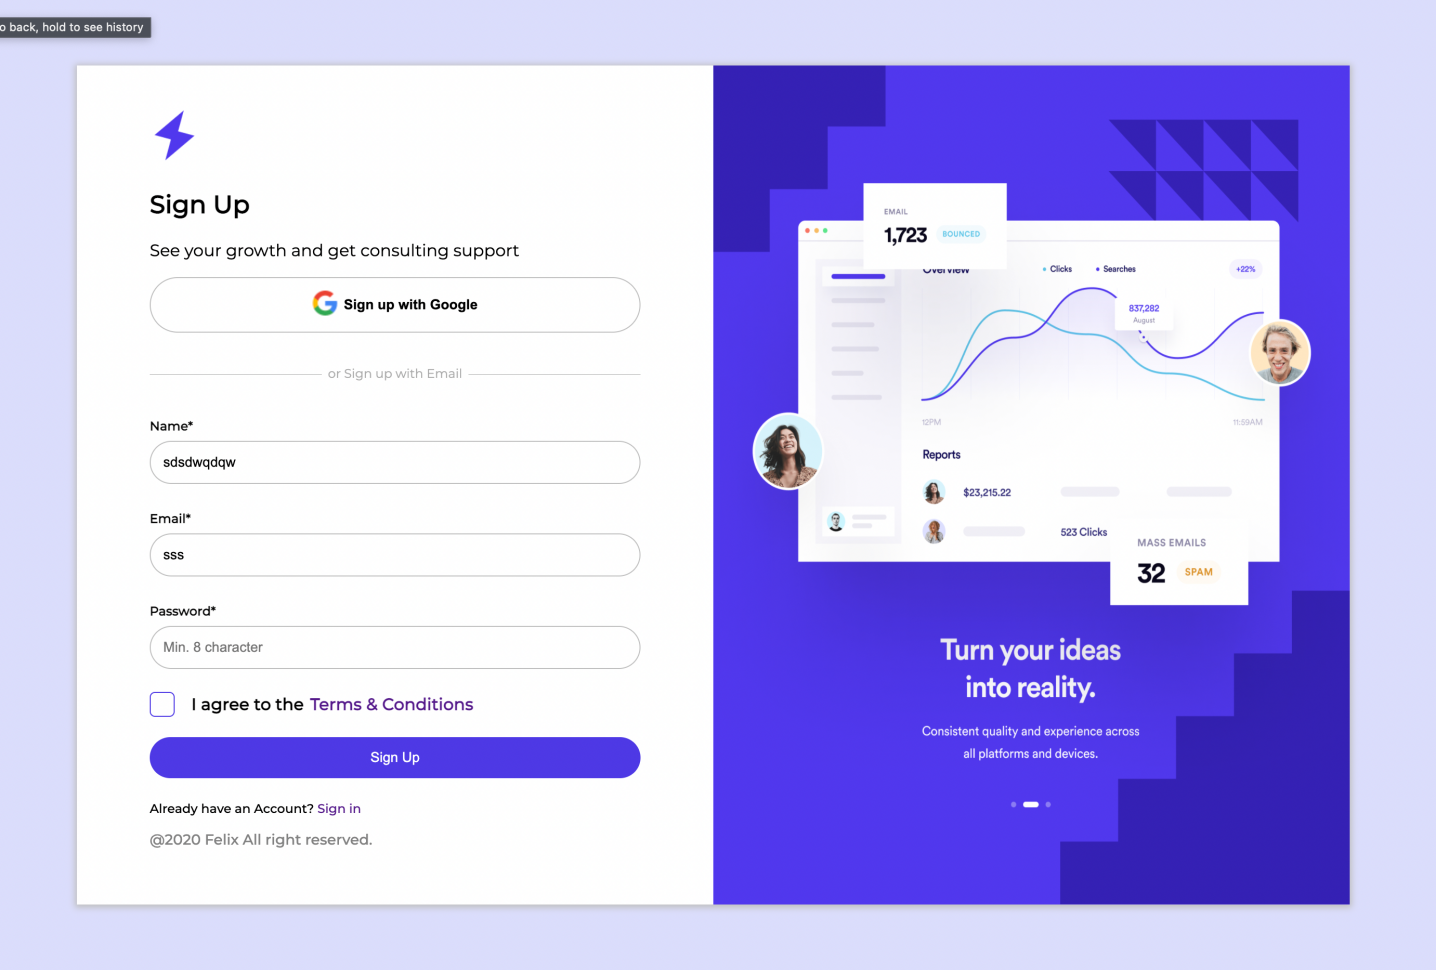 o back, hold to see history
Sign Up
See your growth and get consulting support
Sign up with Google
or Sign up with Email
Name*
sdsdwqdqw
Email*
sss
Password*
Min. 8 character
I agree to the Terms & Conditions
Sign Up
Already have an Account? Sign in
@2020 Felix All right reserved.
EMAIL
1,723 BOUNCED
Overview
Clicks
Searches
+22%
837,282
August
12PM
11:59AM
Reports
$23,215.22
523 Clicks
MASS EMAILS
32 SPAM
Turn your ideas
into reality.
Consistent quality and experience across
all platforms and devices.